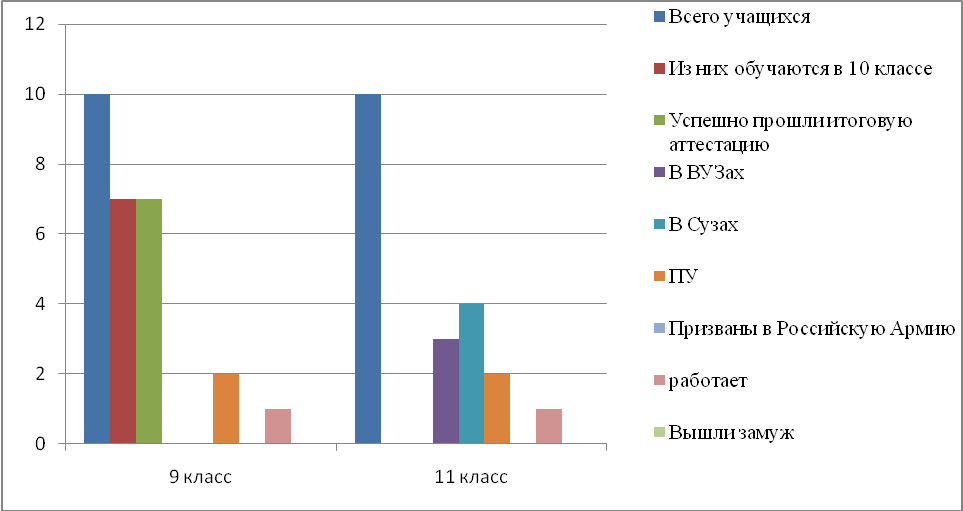 12
10
8
6
4
2
0
9 класс
11 класс
Всего учащихся
Из них обучаются в 10 классе
Успешно прошли итоговую
аттестацию
В ВУЗах
В Сузах
ПУ
Призваны в Российскую Армию
работает
Вышли замуж